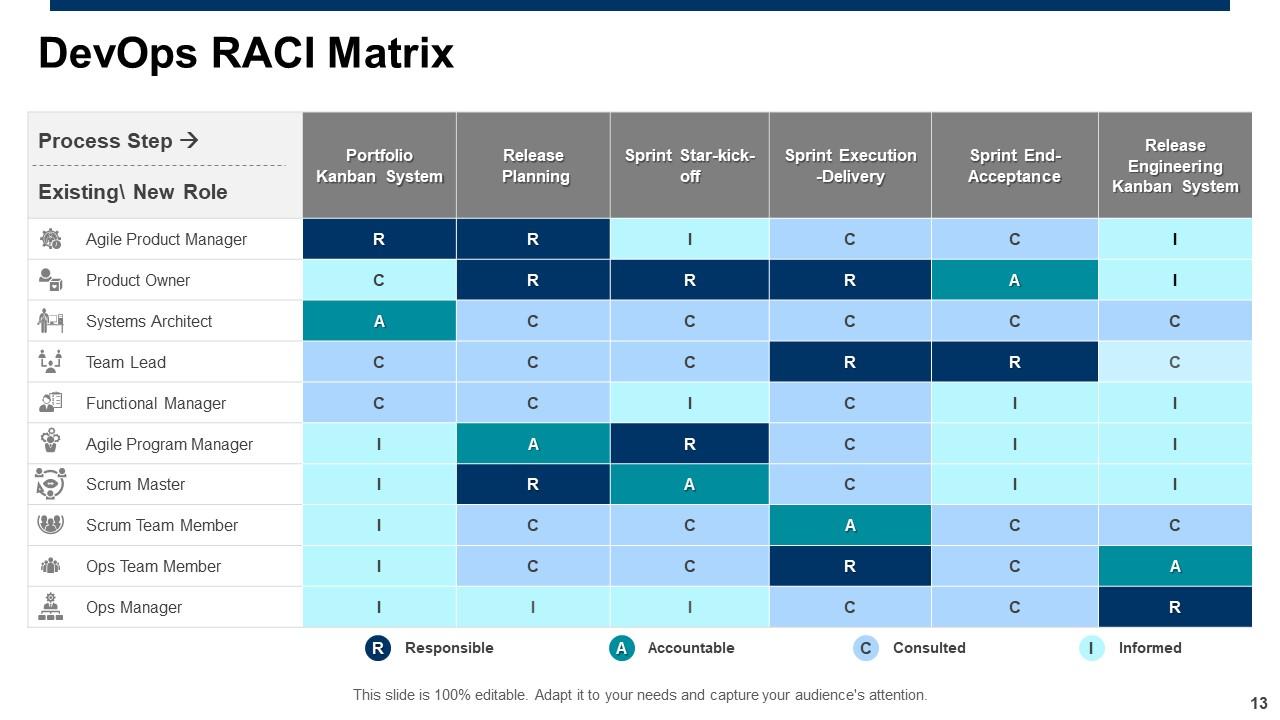 DevOps RACI Matrix
Process Step →
Existing\ New Role
Portfolio
Kanban System
Release
Planning
Sprint Star-kick-
off
Sprint Execution
-Delivery
Sprint End-
Acceptance
Release
Engineering
Kanban System
Agile Product Manager R R I C C I
Product Owner C R R R A I
Systems Architect A C C C C C
Team Lead C C C R R C
Functional Manager C C I C I I
Agile Program Manager I A R C I I
Scrum Master I R A C I I
Scrum Team Member I C C A C C
Ops Team Member I C C R C A
Ops Manager I I I C C R
R Responsible A Accountable C Consulted I Informed
This slide is 100% editable. Adapt it to your needs and capture your audience's attention.
13